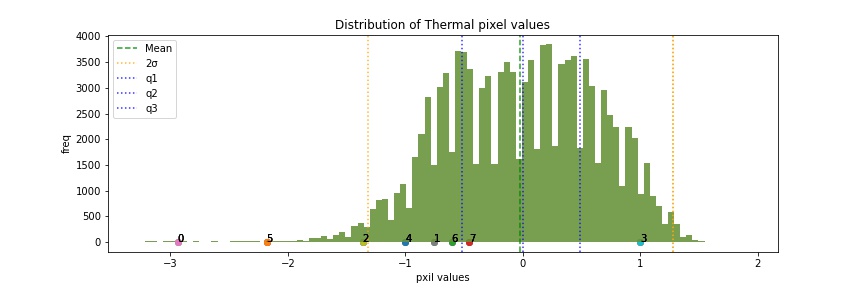 Distribution of Thermal pixel values
4000
3500
3000
2500
2000
1500
1000
500
0
freq
Mean
2σ
q1
q2
q3
0
5
2
4
1
6
7
3
−3
−2
−1
0
1
2
pxil values